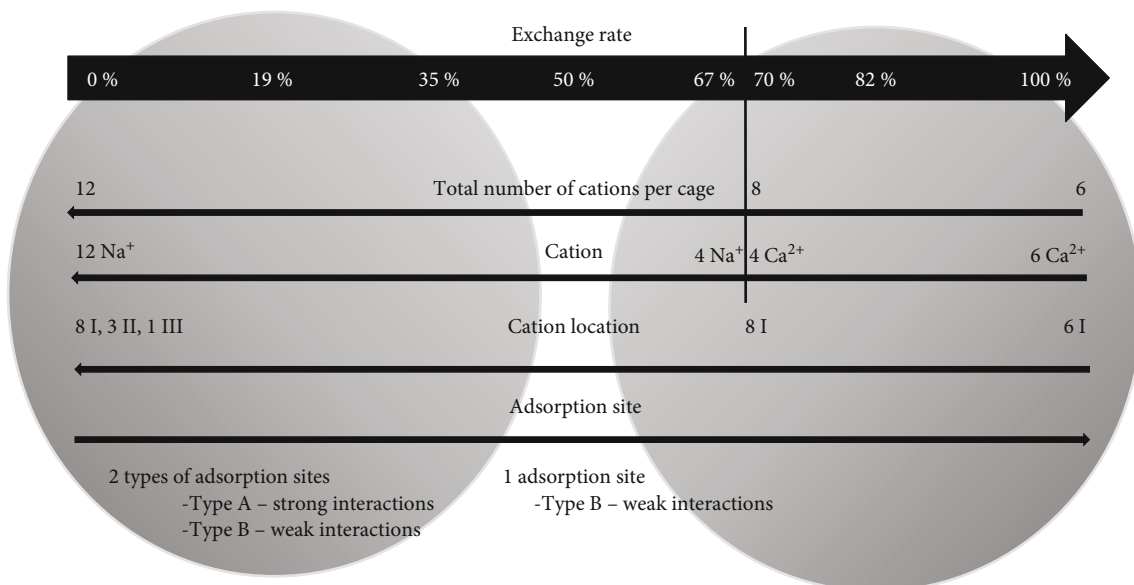 Exchange rate
0 % 19 % 35 % 50 % 67 % 70 % 82 % 100 %
12 Total number of cations per cage 8 6
12 Na⁺ Cation 4 Na⁺ 4 Ca²⁺ 6 Ca²⁺
8 I, 3 II, 1 III Cation location 8 I 6 I
Adsorption site
2 types of adsorption sites 1 adsorption site
-Type A – strong interactions -Type B – weak interactions
-Type B – weak interactions